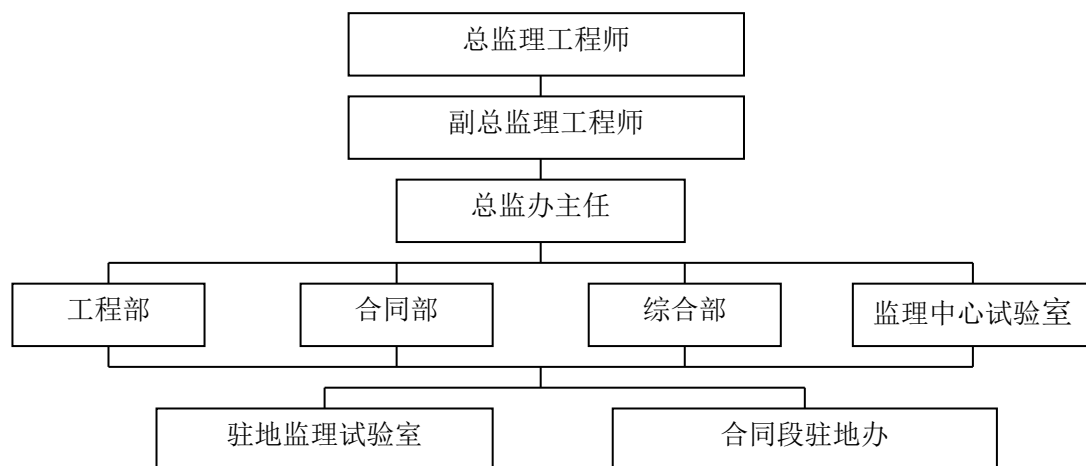 总监理工程师
副总监理工程师
总监办主任
工程部
合同部
综合部
监理中心试验室
驻地监理试验室
合同段驻地办